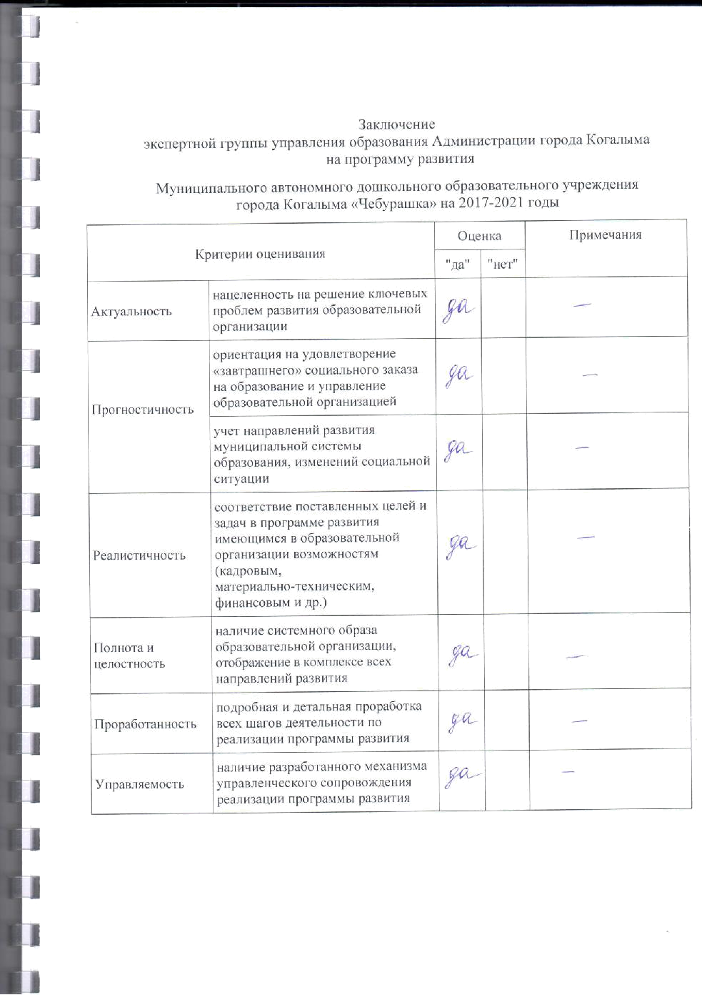 Заключение
экспертной группы управления образования Администрации города Когалыма
на программу развития
Муниципального автономного дошкольного образовательного учреждения
города Когалыма «Чебурашка» на 2017-2021 годы
Критерии оценивания
Оценка
Примечания
"да"
"нет"
Актуальность
нацеленность на решение ключевых
проблем развития образовательной
организации
да
—
Прогностичность
ориентация на удовлетворение
«завтрашнего» социального заказа
на образование и управление
образовательной организацией
да
—
учет направлений развития
муниципальной системы
образования, изменений социальной
ситуации
да
—
Реалистичность
соответствие поставленных целей и
задач в программе развития
имеющимся в образовательной
организации возможностям
(кадровым,
материально-техническим,
финансовым и др.)
да
—
Полнота и
целостность
наличие системного образа
образовательной организации,
отображение в комплексе всех
направлений развития
да
—
Проработанность
подробная и детальная проработка
всех шагов деятельности по
реализации программы развития
да
—
Управляемость
наличие разработанного механизма
управленческого сопровождения
реализации программы развития
да
—